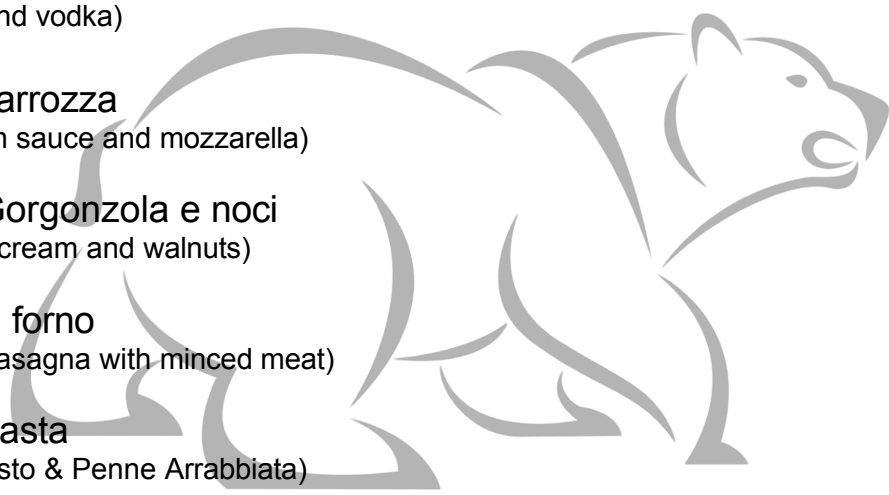 nd vodka)
arrozza
sauce and mozzarella)
Gorgonzola e noci
cream and walnuts)
forno
asagna with minced meat)
asta
sto & Penne Arrabbiata)